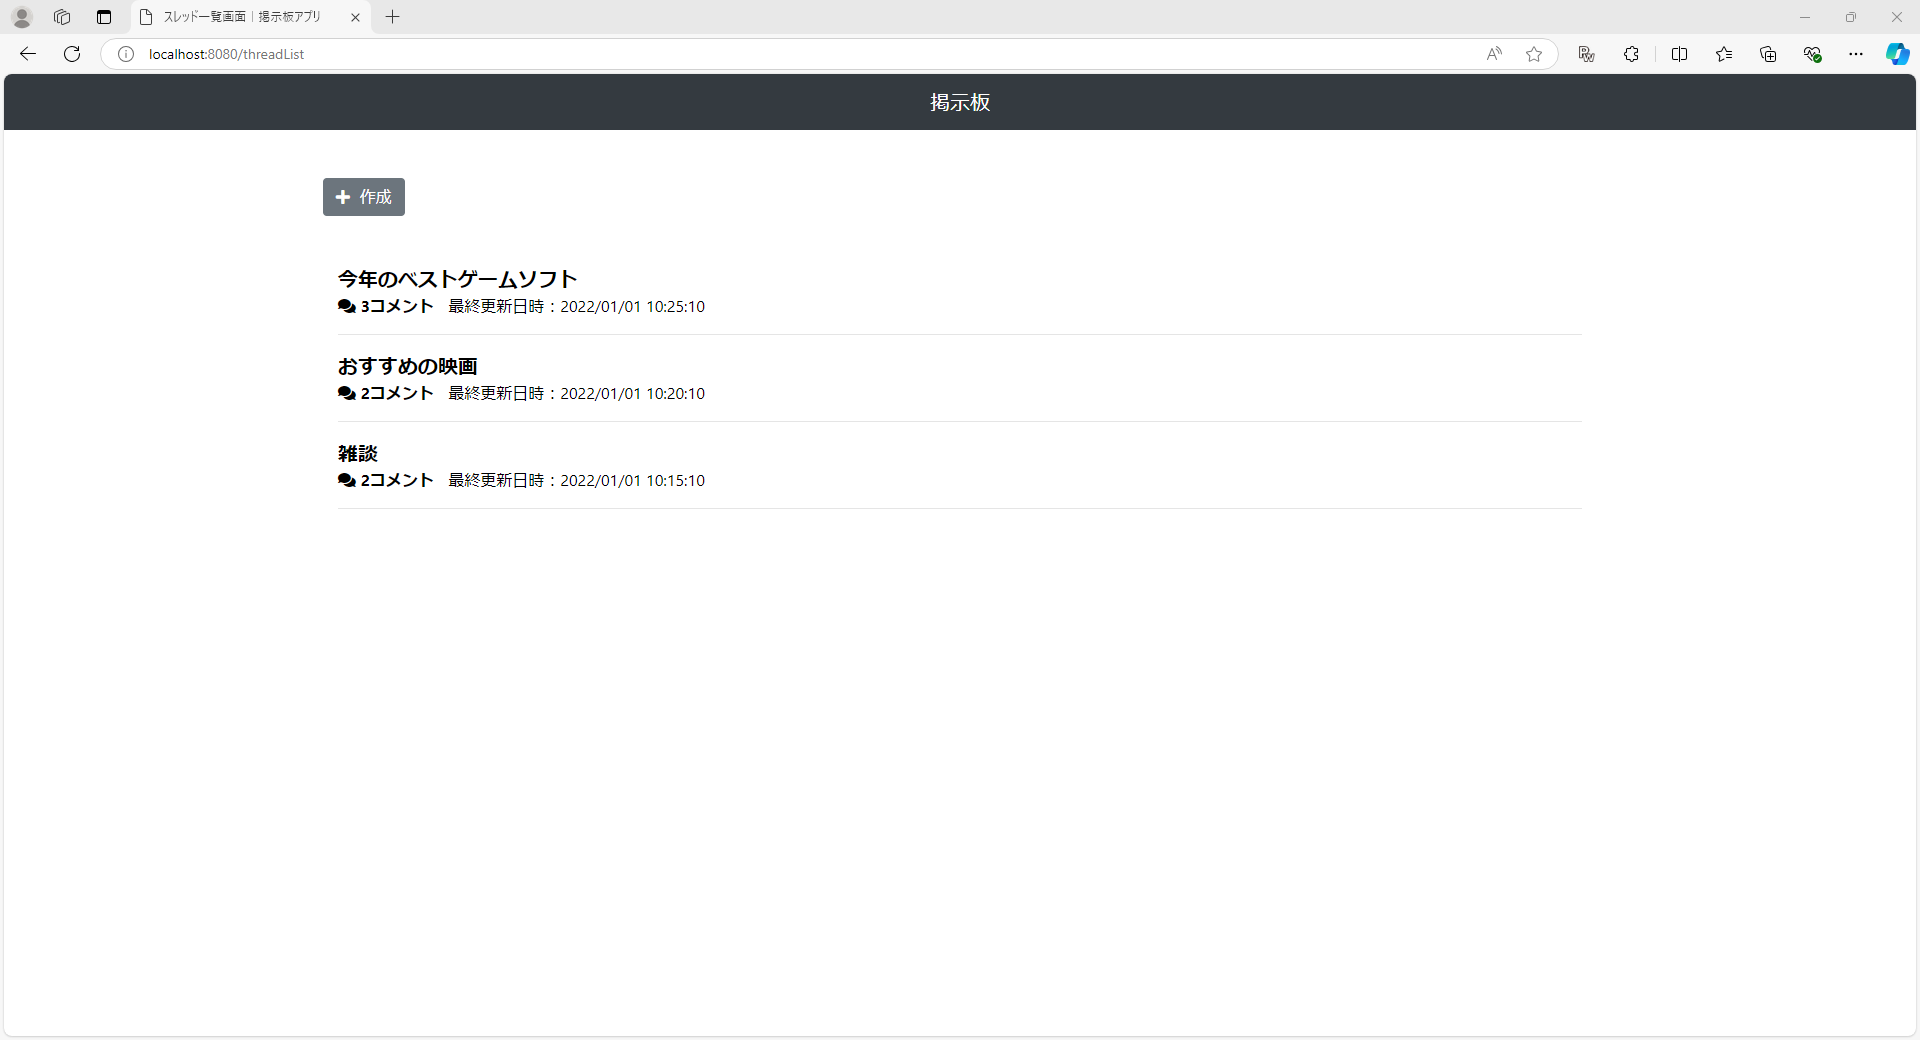 スレッド一覧画面 | 掲示板アプリ
localhost:8080/threadList
掲示板
作成
今年のベストゲームソフト
3コメント 最終更新日時：2022/01/01 10:25:10
おすすめの映画
2コメント 最終更新日時：2022/01/01 10:20:10
雑談
2コメント 最終更新日時：2022/01/01 10:15:10